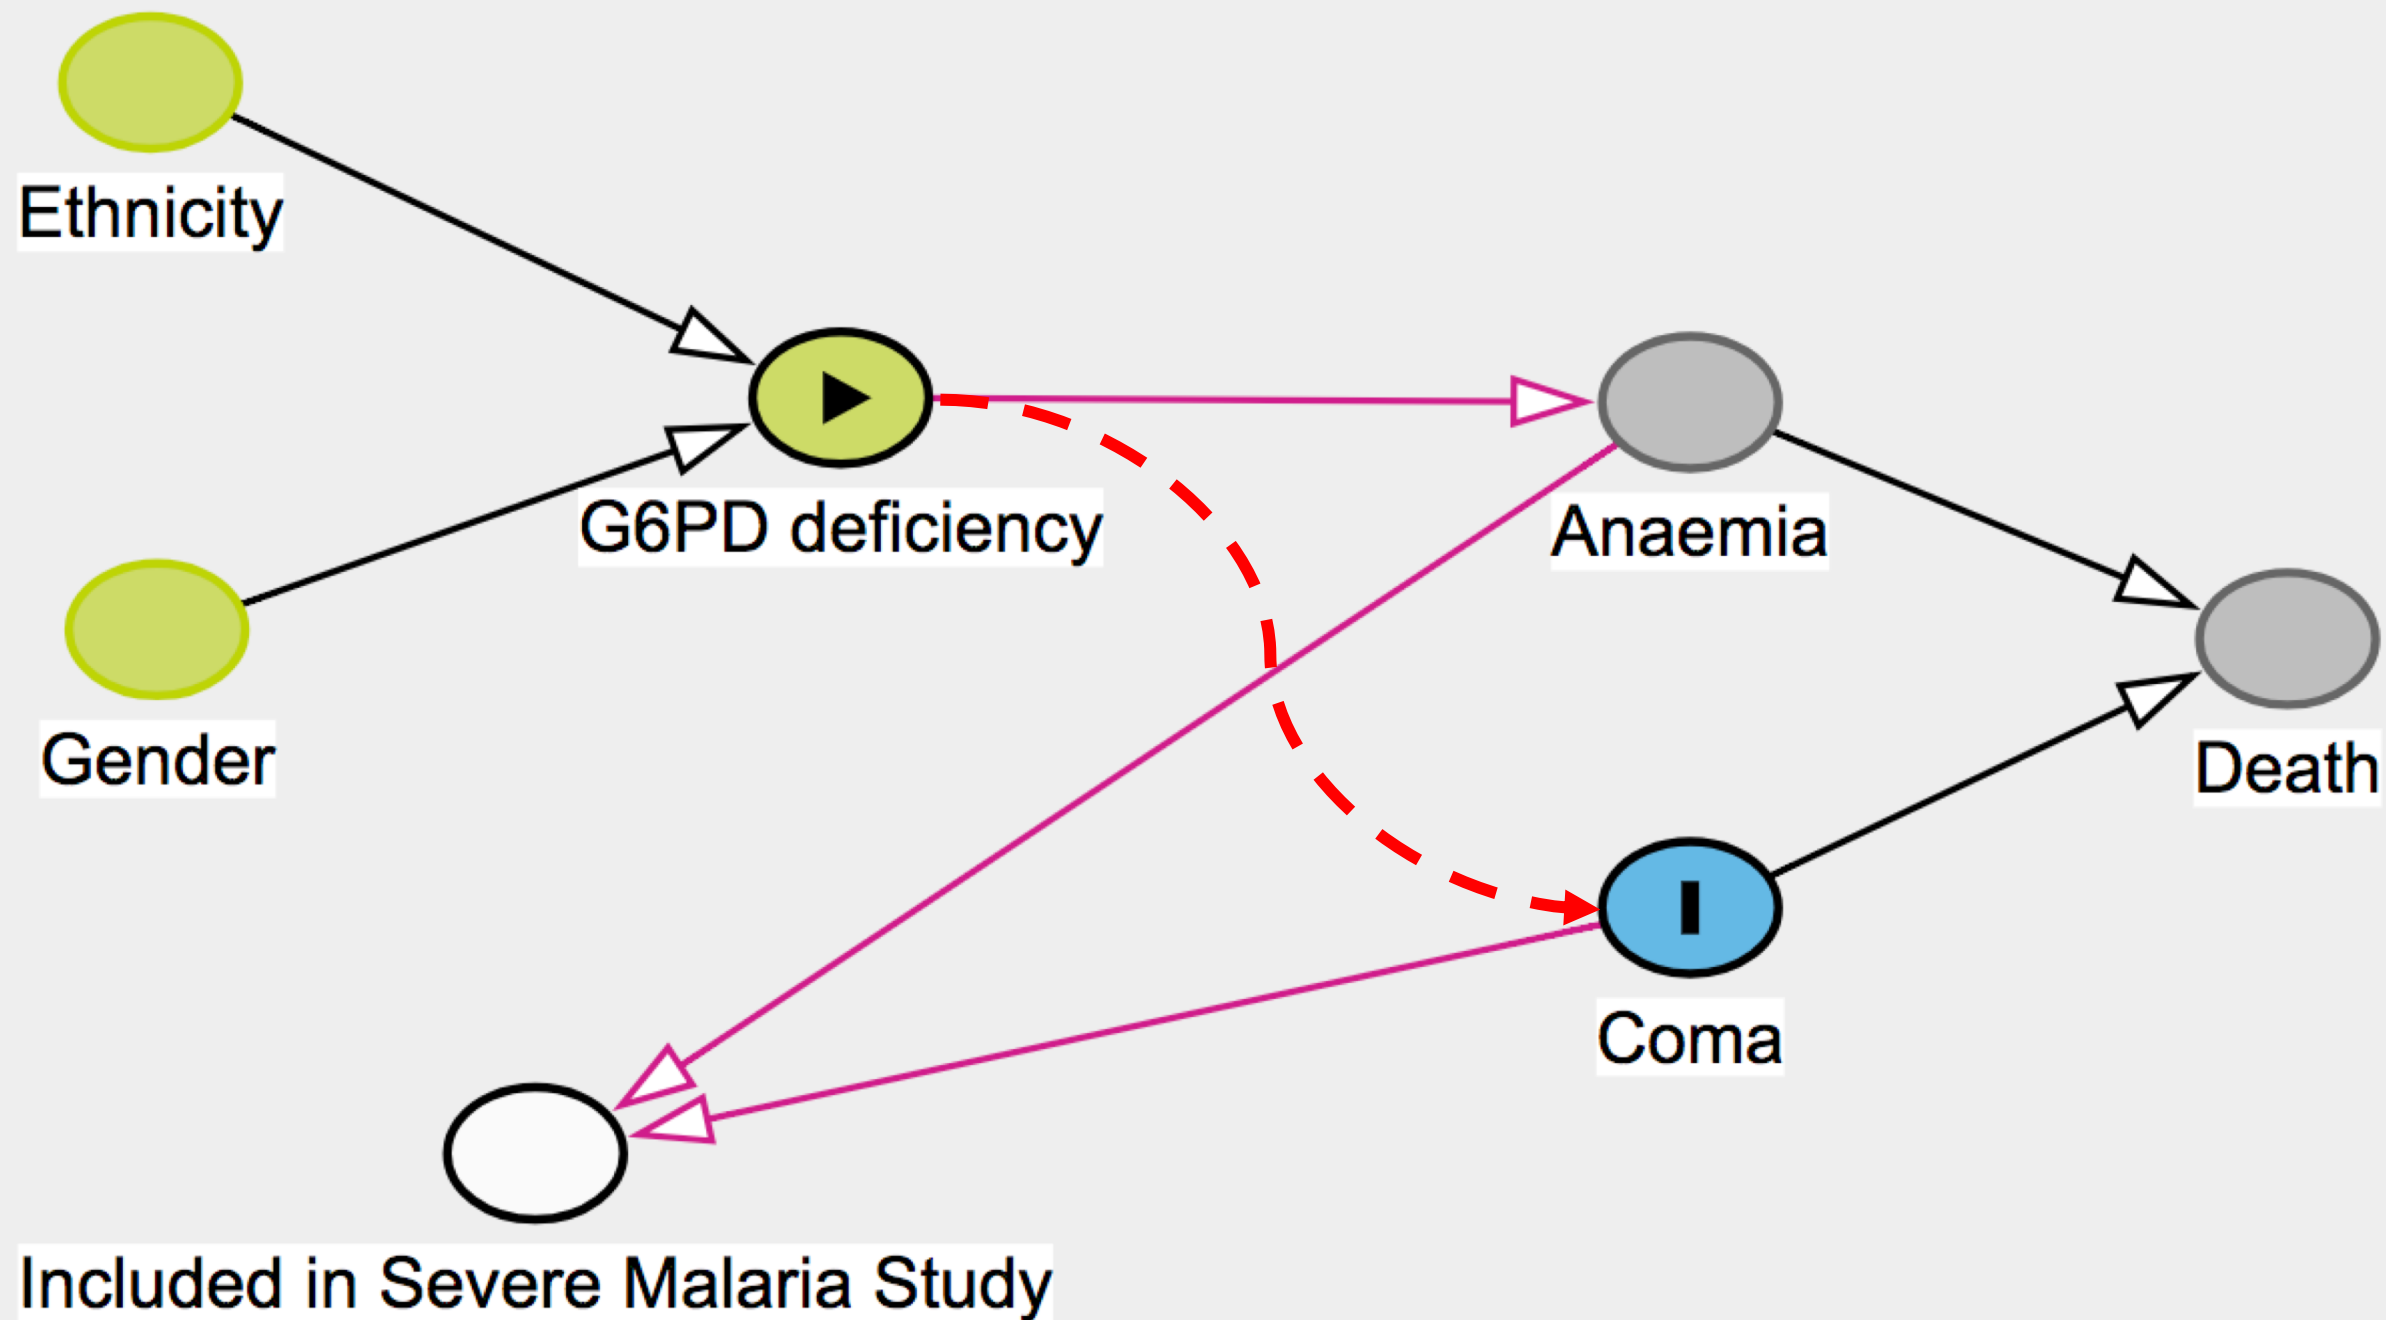 Ethnicity
G6PD deficiency
Anaemia
Gender
Death
Coma
Included in Severe Malaria Study